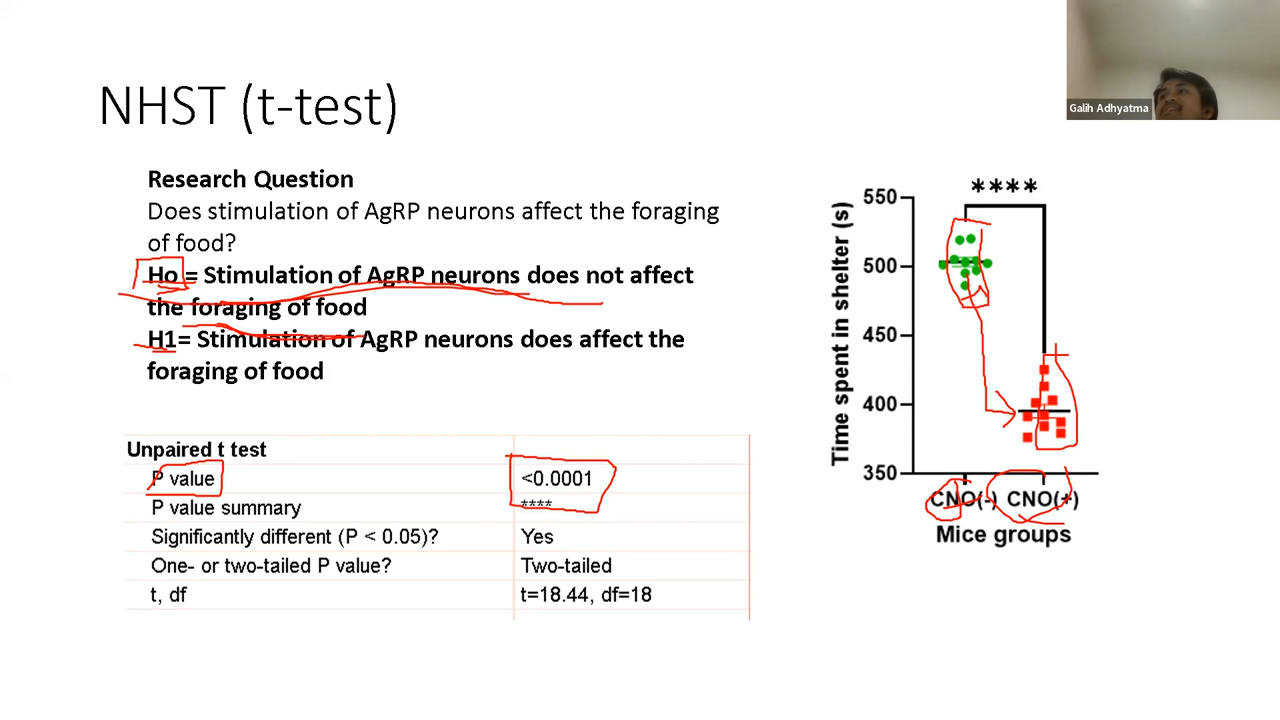 Galih Adhyatma
NHST (t-test)
Research Question
Does stimulation of AgRP neurons affect the foraging
of food?
Ho = Stimulation of AgRP neurons does not affect
the foraging of food
H1= Stimulation of AgRP neurons does affect the
foraging of food
Unpaired t test
P value <0.0001
P value summary ****
Significantly different (P < 0.05)? Yes
One- or two-tailed P value? Two-tailed
t, df t=18.44, df=18
****
Time spent in shelter (s)
550
500
450
400
350
CNO(-) CNO(+)
Mice groups